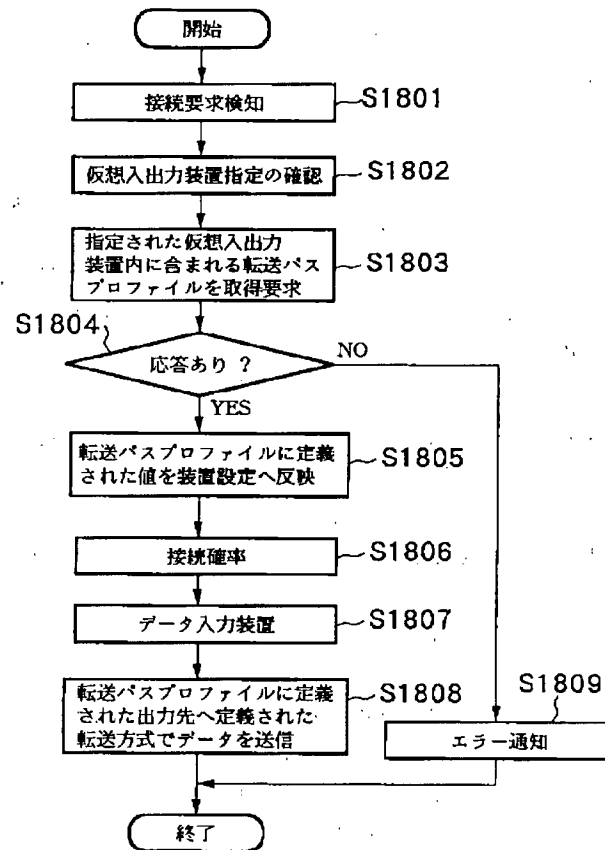 開始
接続要求検知
S1801
仮想入出力装置指定の確認
S1802
指定された仮想入出力
装置内に含まれる転送パス
プロファイルを取得要求
S1803
S1804
応答あり ?
NO
YES
転送パスプロファイルに定義
された値を装置設定へ反映
S1805
接続確率
S1806
データ入力装置
S1807
転送パスプロファイルに定義
された出力先へ定義された
転送方式でデータを送信
S1808
S1809
エラー通知
終了